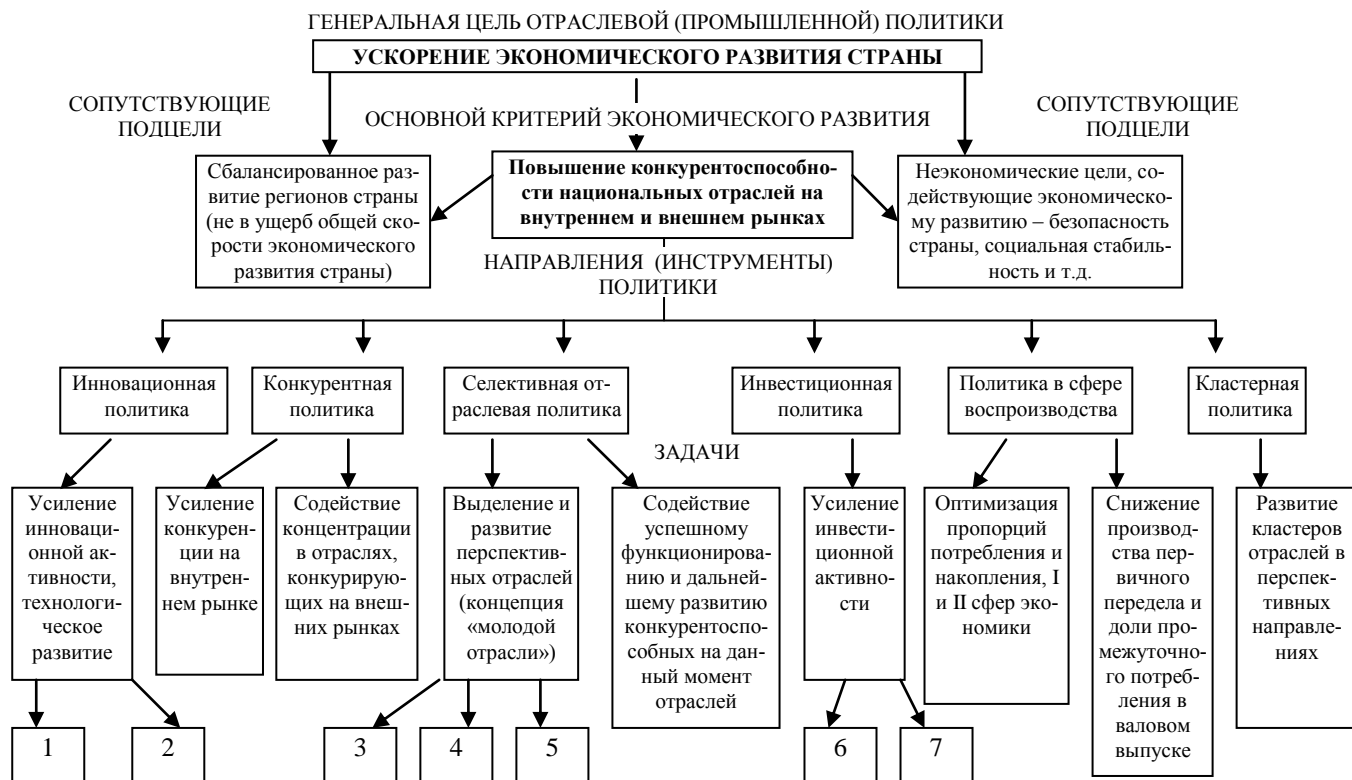 ГЕНЕРАЛЬНАЯ ЦЕЛЬ ОТРАСЛЕВОЙ (ПРОМЫШЛЕННОЙ) ПОЛИТИКИ
УСКОРЕНИЕ ЭКОНОМИЧЕСКОГО РАЗВИТИЯ СТРАНЫ
СОПУТСТВУЮЩИЕ
ПОДЦЕЛИ
ОСНОВНОЙ КРИТЕРИЙ ЭКОНОМИЧЕСКОГО РАЗВИТИЯ
СОПУТСТВУЮЩИЕ
ПОДЦЕЛИ
Сбалансированное раз-
витие регионов страны
(не в ущерб общей ско-
рости экономического
развития страны)
Повышение конкурентоспособно-
сти национальных отраслей на
внутреннем и внешнем рынках
Неэкономические цели, со-
действующие экономическо-
му развитию – безопасность
страны, социальная стабиль-
ность и т.д.
НАПРАВЛЕНИЯ (ИНСТРУМЕНТЫ)
ПОЛИТИКИ
Инновационная
политика
Конкурентная
политика
Селективная от-
раслевая политика
Инвестиционная
политика
Политика в сфере
воспроизводства
Кластерная
политика
ЗАДАЧИ
Усиление
инноваци-
онной ак-
тивности,
технологи-
ческое
развитие
Усиление
конкурен-
ции на
внутрен-
нем рынке
Содействие
концентрации
в отраслях,
конкурирую-
щих на внеш-
них рынках
Выделение и
развитие
перспектив-
ных отраслей
(концепция
«молодой
отрасли»)
Содействие
успешному
функционирова-
нию и дальней-
шему развитию
конкурентоспо-
собных на дан-
ный момент
отраслей
Усиление
инвести-
ционной
активно-
сти
Оптимизация
пропорций
потребления и
накопления, I
и II сфер эко-
номики
Снижение
производ-
ства пер-
вичного
передела и
доли про-
межуточно-
го потреб-
ления в
валовом
выпуске
Развитие
кластеров
отраслей в
перспек-
тивных
направле-
ниях
1
2
3
4
5
6
7